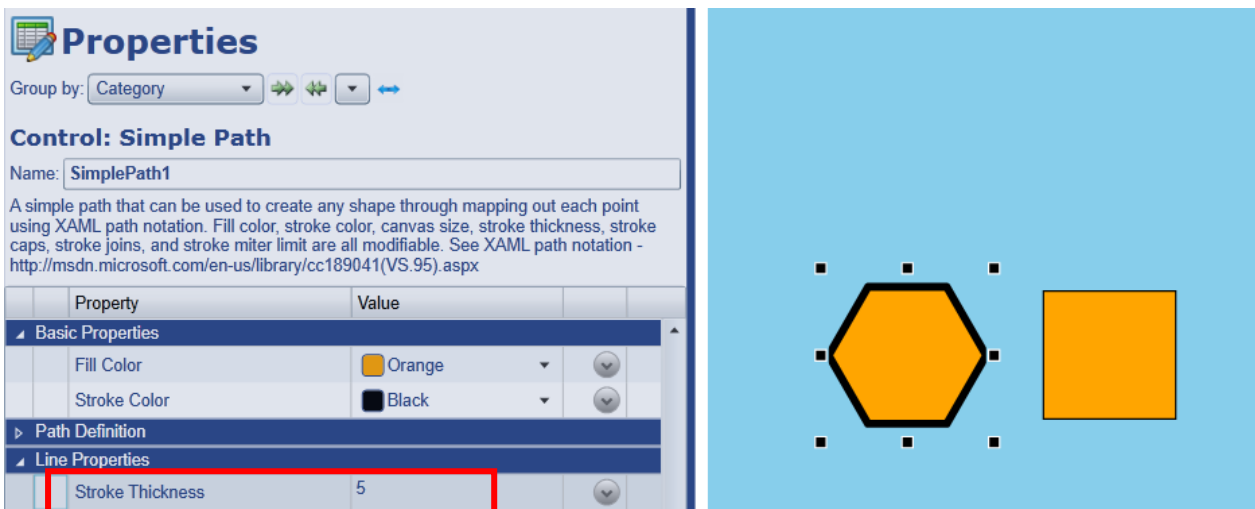 Properties
Group by: Category
Control: Simple Path
Name: SimplePath1
A simple path that can be used to create any shape through mapping out each point
using XAML path notation. Fill color, stroke color, canvas size, stroke thickness, stroke
caps, stroke joins, and stroke miter limit are all modifiable. See XAML path notation -
http://msdn.microsoft.com/en-us/library/cc189041(VS.95).aspx
Property Value
Basic Properties
Fill Color Orange
Stroke Color Black
Path Definition
Line Properties
Stroke Thickness 5